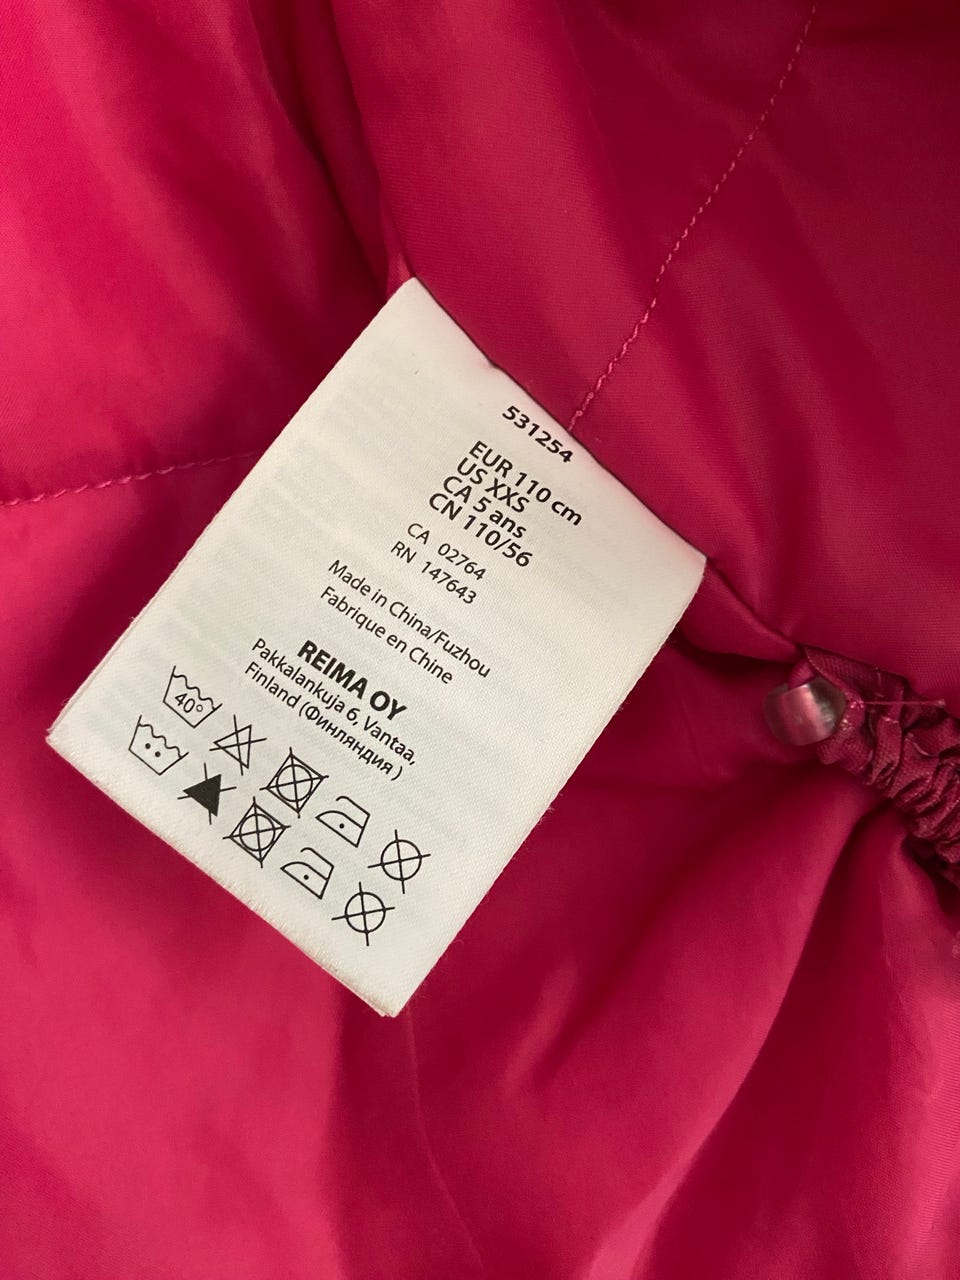 531254
EUR 110 cm
US XXS
CA 5 ans
CN 110/56
CA 02764
RN 147643
Made in China/Fuzhou
Fabrique en Chine
REIMA OY
Pakkalankuja 6, Vantaa,
Finland (Финляндия )
40°